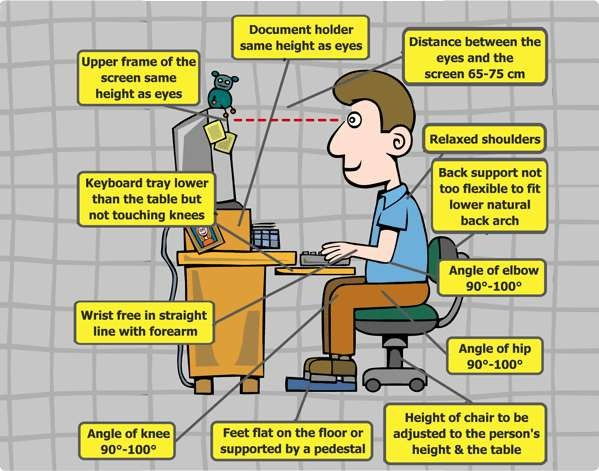 Document holder
same height as eyes
Distance between the
eyes and the
screen 65-75 cm
Upper frame of the
screen same
height as eyes
Relaxed shoulders
Keyboard tray lower
than the table but
not touching knees
Back support not
too flexible to fit
lower natural
back arch
Angle of elbow
90°-100°
Wrist free in straight
line with forearm
Angle of hip
90°-100°
Angle of knee
90°-100°
Feet flat on the floor or
supported by a pedestal
Height of chair to be
adjusted to the person's
height & the table